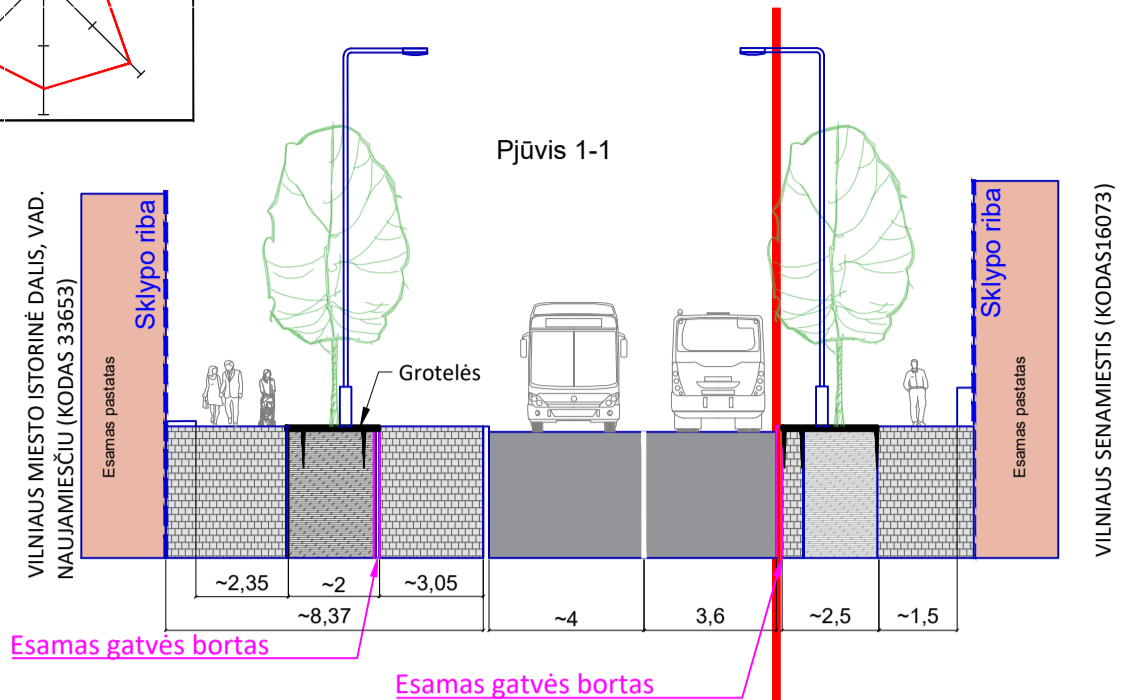 Pjūvis 1-1
VILNIAUS MIESTO ISTORINĖ DALIS, VAD.
NAUJAMIESČIU (KODAS 33653)
Esamas pastatas
Sklypo riba
Grotelės
Sklypo riba
Esamas pastatas
VILNIAUS SENAMIESTIS (KODAS16073)
~2,35
~2
~3,05
~8,37
~4
3,6
~2,5
~1,5
Esamas gatvės bortas
Esamas gatvės bortas